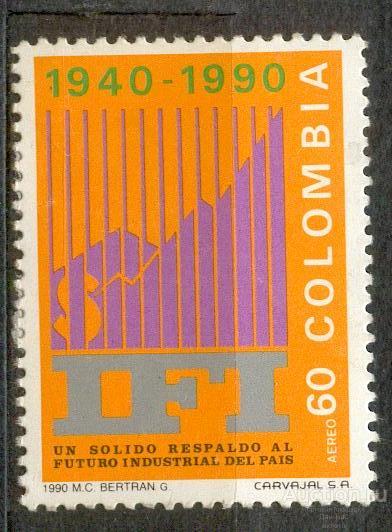 1940-1990
$
IFI
UN SOLIDO RESPALDO AL
FUTURO INDUSTRIAL DEL PAIS
AEREO 60 COLOMBIA
1990 M.C. BERTRAN G. CARVAJAL S.A.